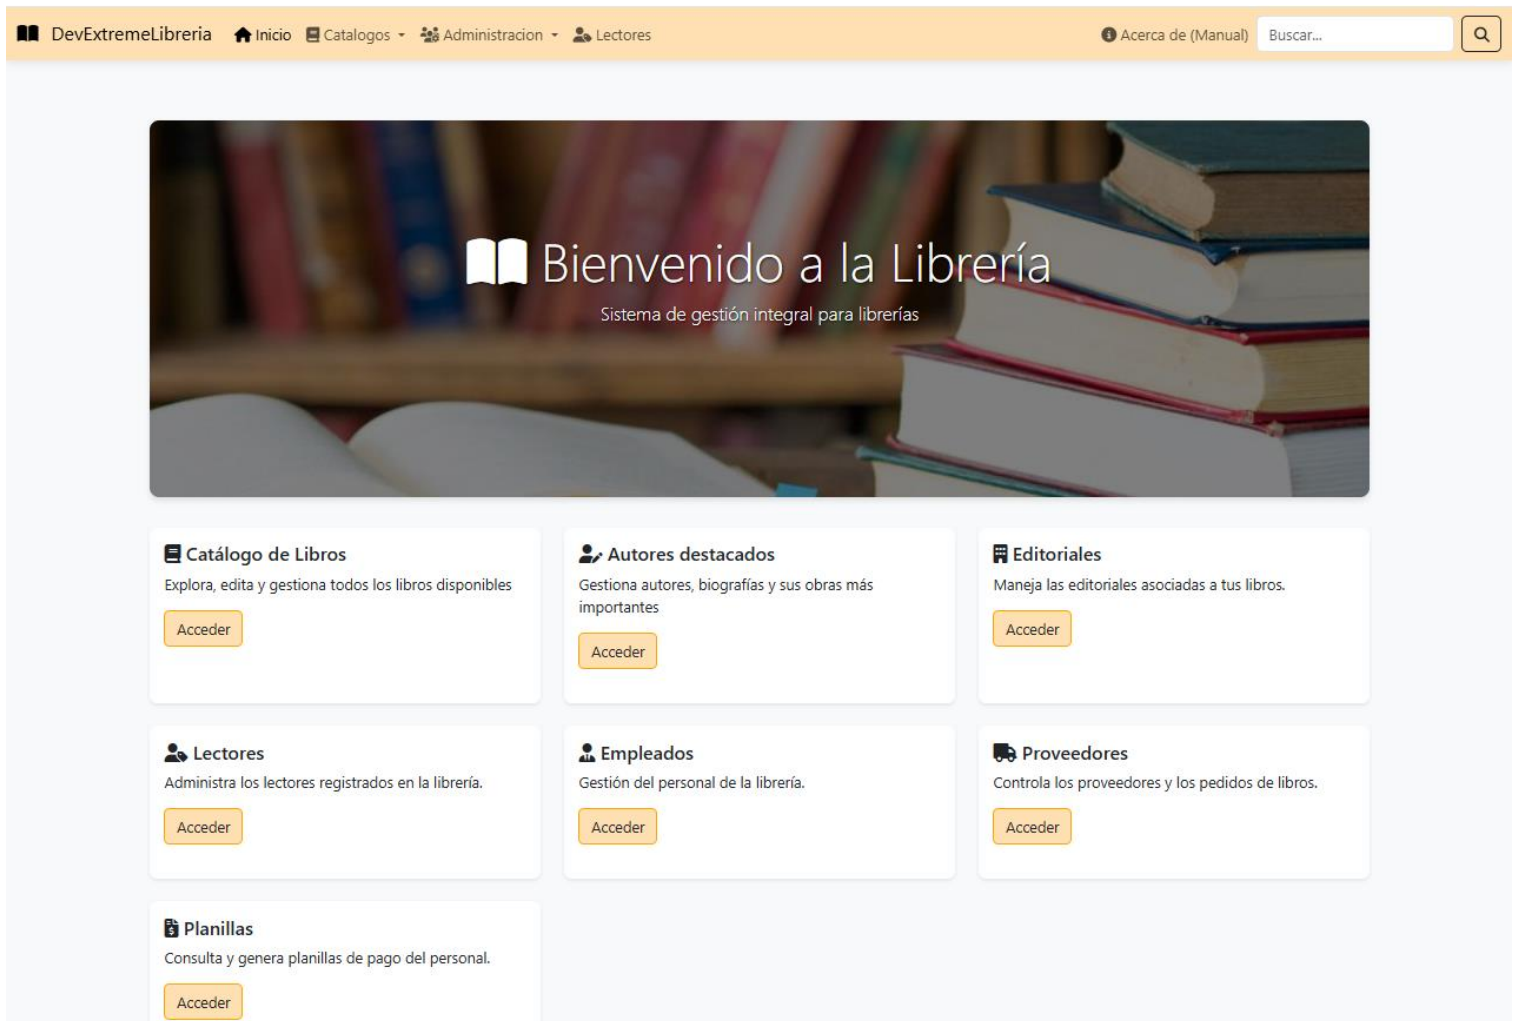 DevExtremeLibreria Inicio Catalogos Administracion Lectores Acerca de (Manual) Buscar...
Bienvenido a la Librería
Sistema de gestión integral para librerías
Catálogo de Libros
Explora, edita y gestiona todos los libros disponibles
Acceder
Autores destacados
Gestiona autores, biografías y sus obras más
importantes
Acceder
Editoriales
Maneja las editoriales asociadas a tus libros.
Acceder
Lectores
Administra los lectores registrados en la librería.
Acceder
Empleados
Gestión del personal de la librería.
Acceder
Proveedores
Controla los proveedores y los pedidos de libros.
Acceder
Planillas
Consulta y genera planillas de pago del personal.
Acceder